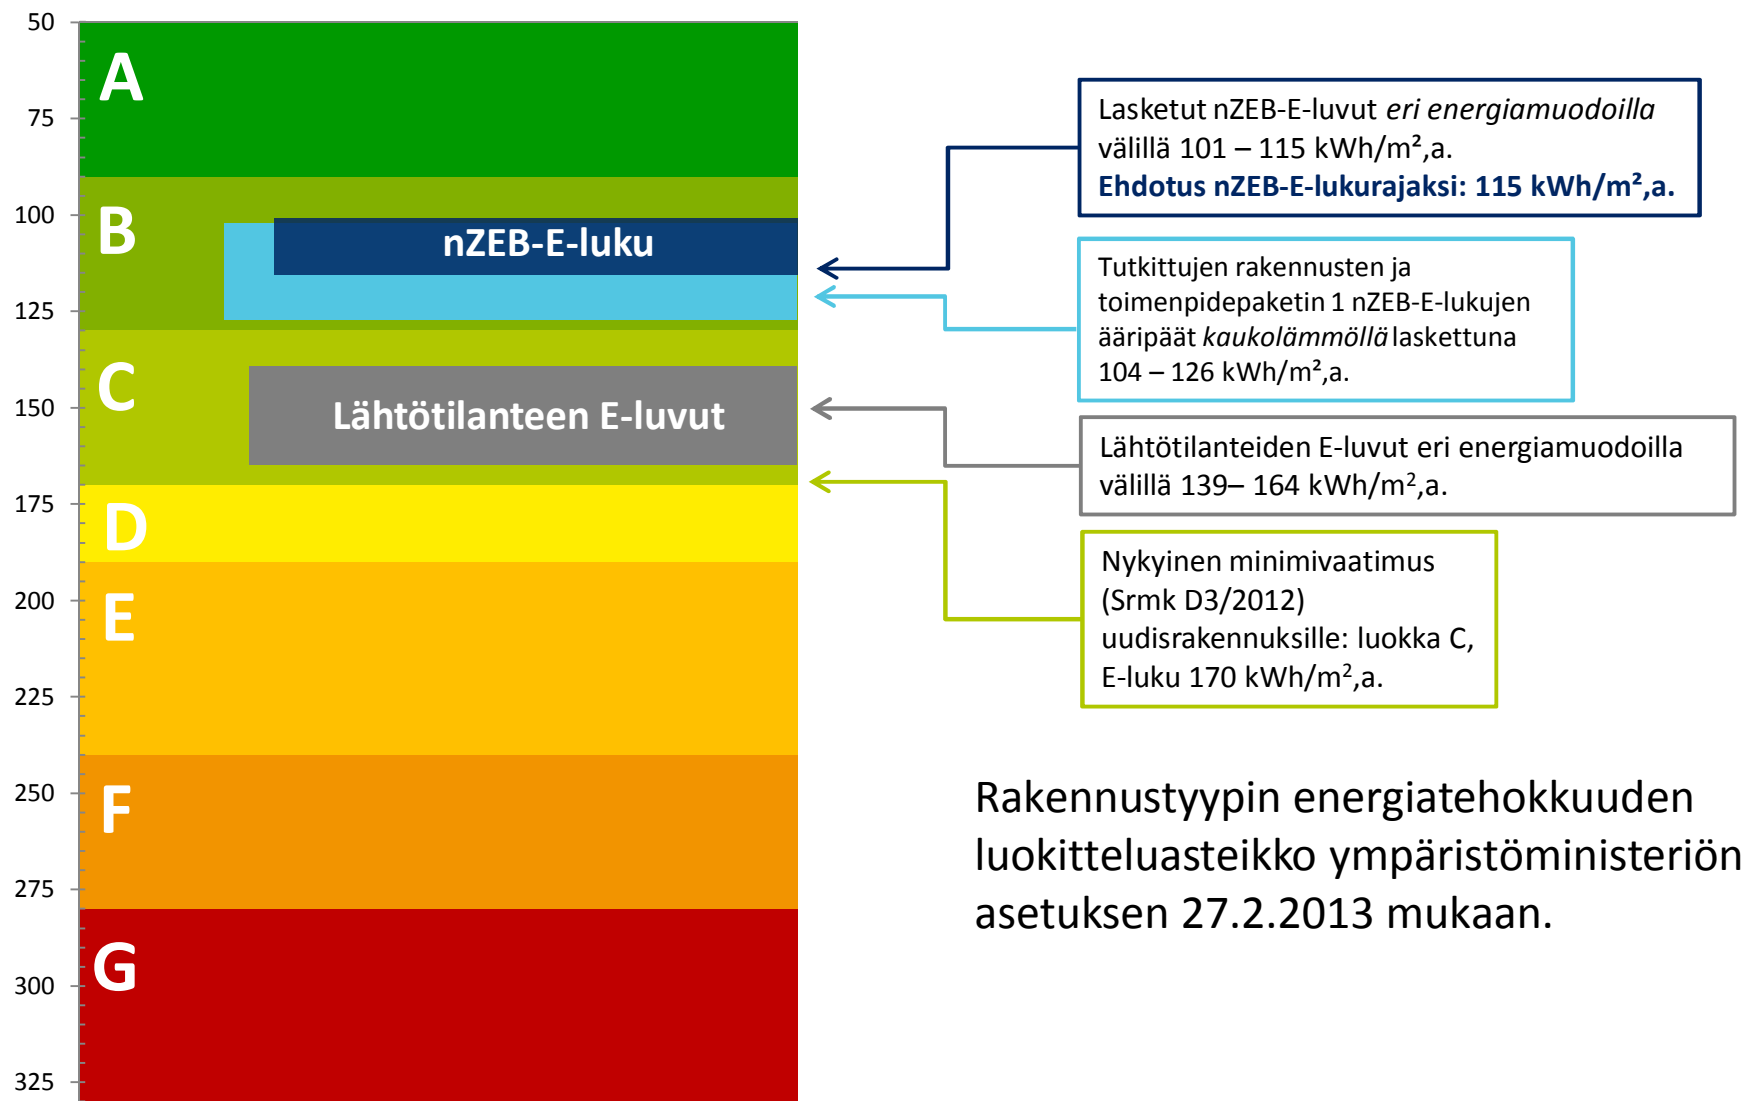 50
75
100
125
150
175
200
225
250
275
300
325
A
B
C
D
E
F
G
nZEB-E-luku
Lähtötilanteen E-luvut
Lasketut nZEB-E-luvut eri energiamuodoilla
välillä 101 – 115 kWh/m²,a.
Ehdotus nZEB-E-lukurajaksi: 115 kWh/m²,a.
Tutkittujen rakennusten ja
toimenpidepaketin 1 nZEB-E-lukujen
ääripäät kaukolämmöllä laskettuna
104 – 126 kWh/m²,a.
Lähtötilanteiden E-luvut eri energiamuodoilla
välillä 139– 164 kWh/m²,a.
Nykyinen minimivaatimus
(Srmk D3/2012)
uudisrakennuksille: luokka C,
E-luku 170 kWh/m²,a.
Rakennustyypin energiatehokkuuden
luokitteluasteikko ympäristöministeriön
asetuksen 27.2.2013 mukaan.